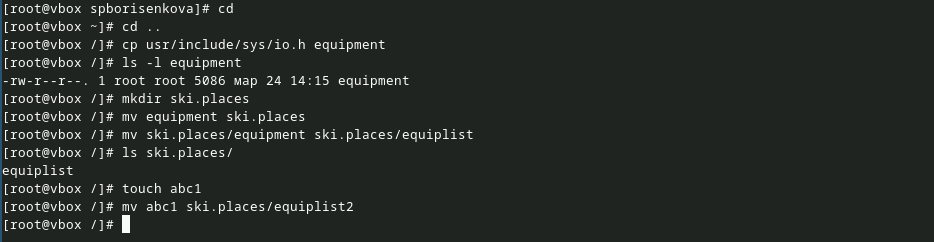 [root@vbox spborisenkova]# cd
[root@vbox ~]# cd ..
[root@vbox /]# cp usr/include/sys/io.h equipment
[root@vbox /]# ls -l equipment
-rw-r--r--. 1 root root 5086 мар 24 14:15 equipment
[root@vbox /]# mkdir ski.places
[root@vbox /]# mv equipment ski.places
[root@vbox /]# mv ski.places/equipment ski.places/equiplist
[root@vbox /]# ls ski.places/
equiplist
[root@vbox /]# touch abc1
[root@vbox /]# mv abc1 ski.places/equiplist2
[root@vbox /]#